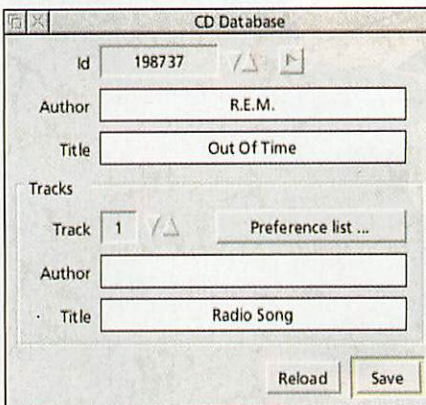 CD Database
Id 198737
Author R.E.M.
Title Out Of Time
Tracks
Track 1 Preference list ...
Author
Title Radio Song
Reload Save